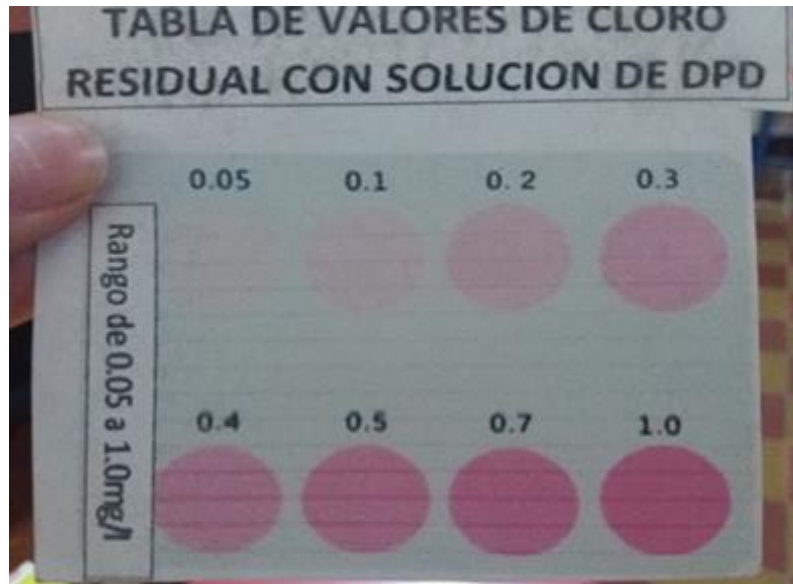 TABLA DE VALORES DE CLORO
RESIDUAL CON SOLUCION DE DPD
0.05 0.1 0. 2 0.3
Rango de 0.05 a 1.0mg/l
0.4 0.5 0.7 1.0